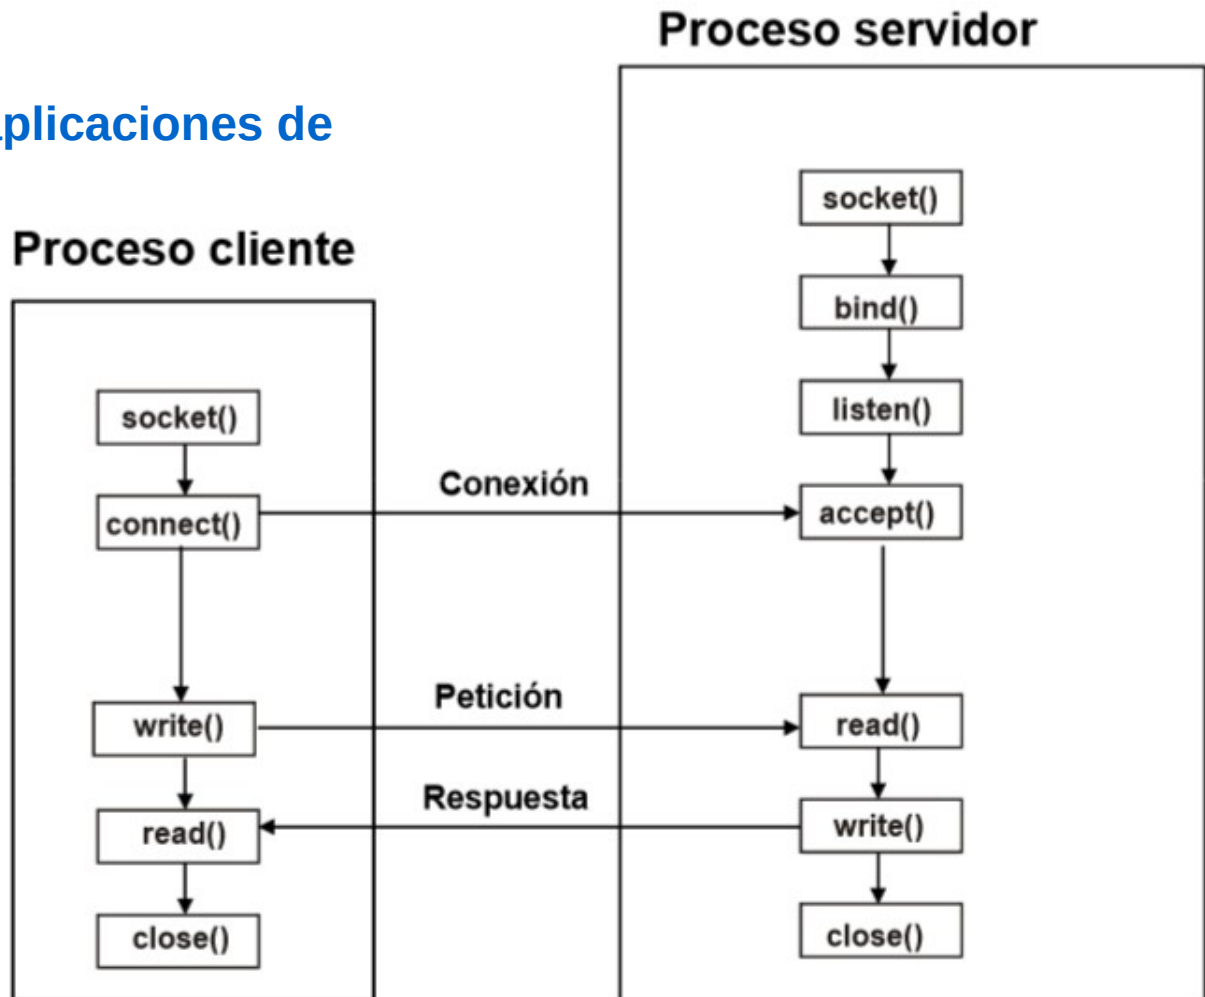 Proceso servidor
aplicaciones de
Proceso cliente
socket()
connect()
write()
read()
close()
Conexión
Petición
Respuesta
socket()
bind()
listen()
accept()
read()
write()
close()